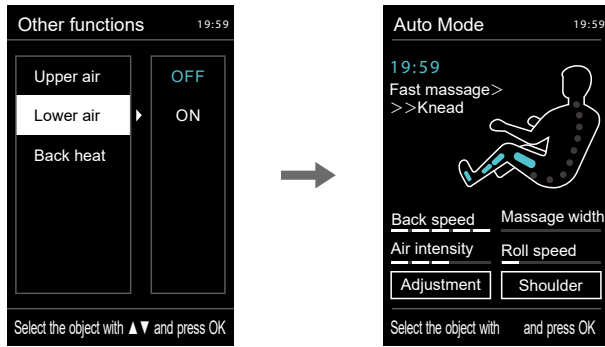 Other functions 19:59
Upper air OFF
Lower air ON
Back heat
Select the object with ▲▼ and press OK
Auto Mode 19:59
19:59
Fast massage>
>>Knead
Back speed Massage width
Air intensity Roll speed
Adjustment Shoulder
Select the object with and press OK